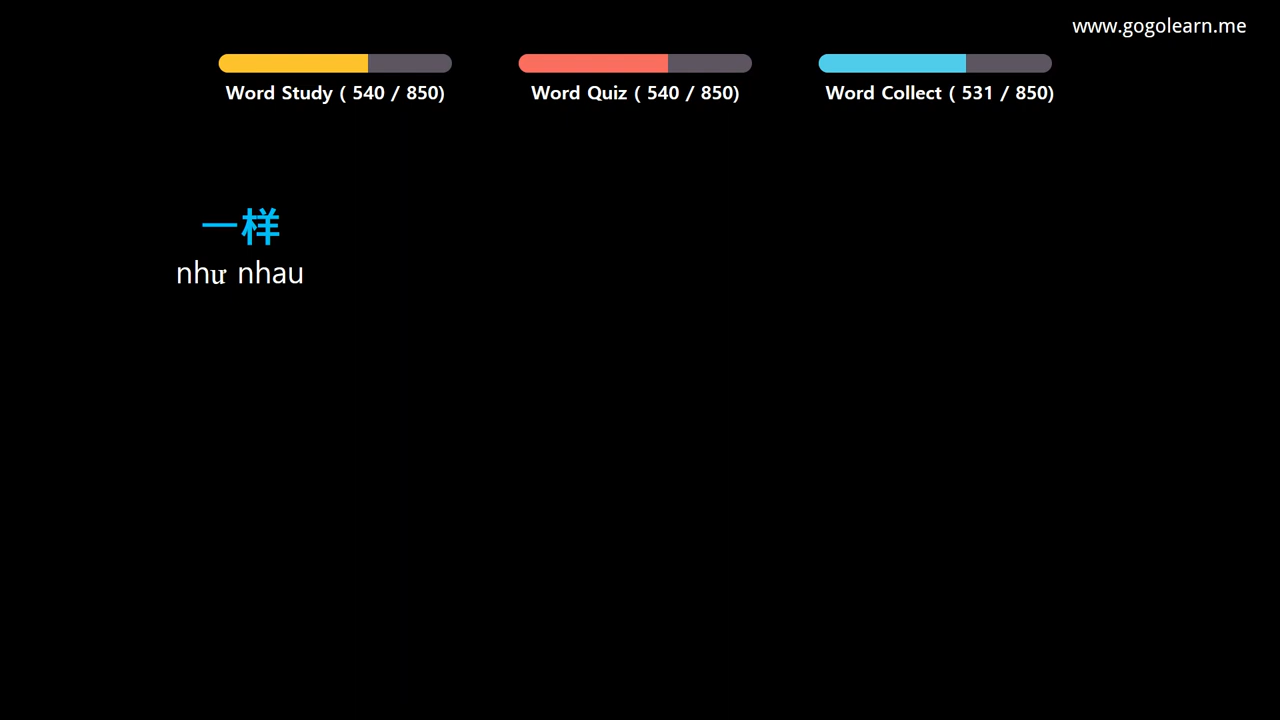 www.gogolearn.me
Word Study ( 540 / 850)
Word Quiz ( 540 / 850)
Word Collect ( 531 / 850)
一样
như nhau